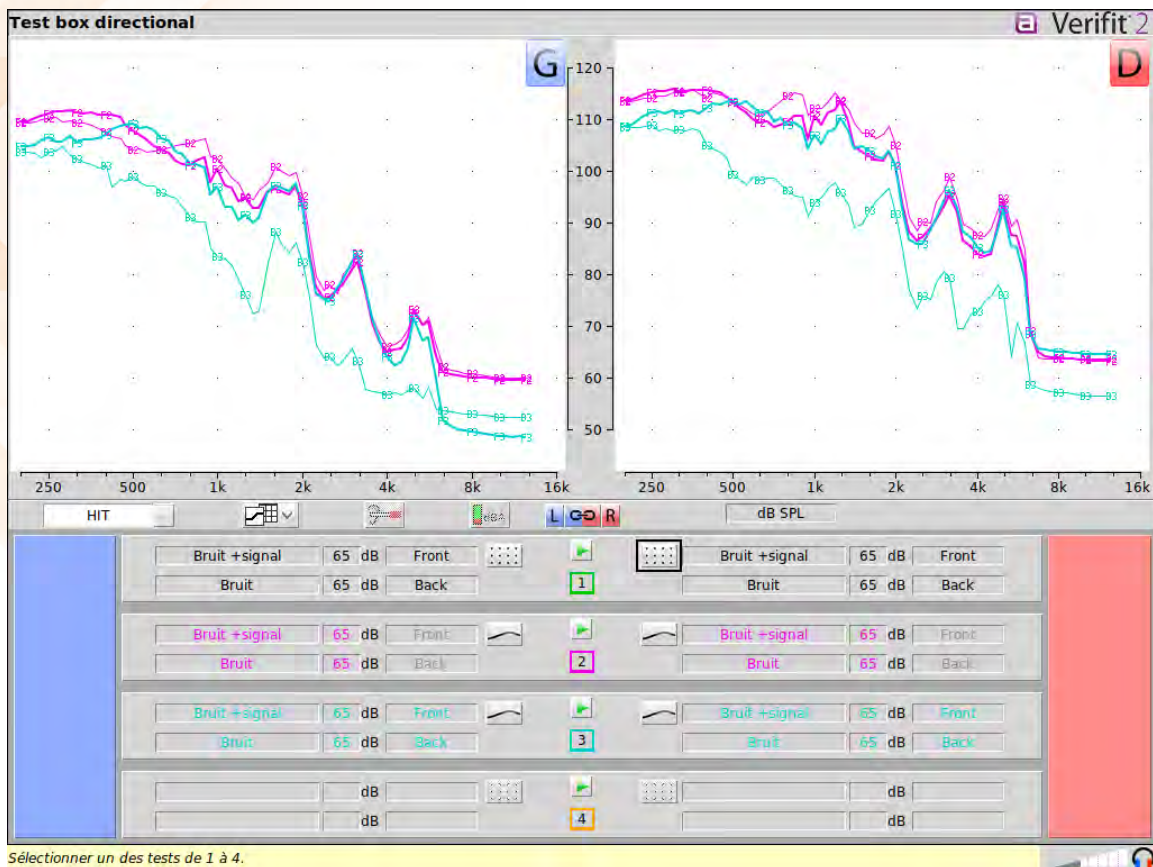 Test box directional
a Verifit 2
G
D
120
110
100
90
80
70
60
50
250 500 1k 2k 4k 8k 16k
250 500 1k 2k 4k 8k 16k
HIT
dBA
L R
dB SPL
Bruit +signal 65 dB Front
Bruit 65 dB Back
1
Bruit +signal 65 dB Front
Bruit 65 dB Back
Bruit +signal 65 dB Front
Bruit 65 dB Back
2
Bruit +signal 65 dB Front
Bruit 65 dB Back
Bruit +signal 65 dB Front
Bruit 65 dB Back
3
Bruit +signal 65 dB Front
Bruit 65 dB Back
dB
dB
4
dB
dB
Sélectionner un des tests de 1 à 4.